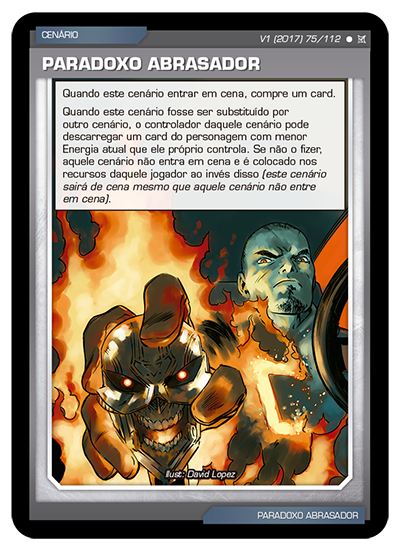 CENÁRIO
V1 (2017) 75/112
PARADOXO ABRASADOR
Quando este cenário entrar em cena, compre um card.
Quando este cenário fosse ser substituído por
outro cenário, o controlador daquele cenário pode
descarregar um card do personagem com menor
Energia atual que ele próprio controla. Se não o fizer,
aquele cenário não entra em cena e é colocado nos
recursos daquele jogador ao invés disso (este cenário
sairá de cena mesmo que aquele cenário não entre
em cena).
Ilust: David Lopez
PARADOXO ABRASADOR